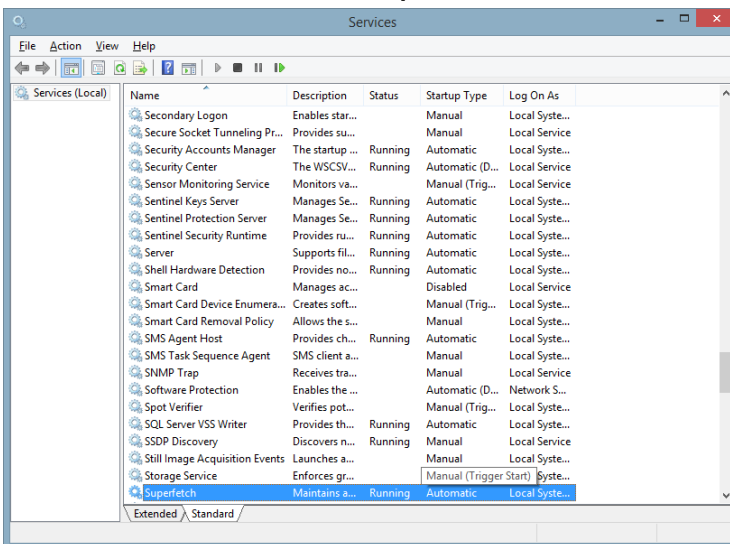 Services
File Action View Help
Services (Local)
Name Description Status Startup Type Log On As
Secondary Logon Enables star... Manual Local Syste...
Secure Socket Tunneling Pr... Provides su... Manual Local Service
Security Accounts Manager The startup ... Running Automatic Local Syste...
Security Center The WSCSV... Running Automatic (D... Local Service
Sensor Monitoring Service Monitors va... Manual (Trig... Local Service
Sentinel Keys Server Manages Se... Running Automatic Local Syste...
Sentinel Protection Server Manages Se... Running Automatic Local Syste...
Sentinel Security Runtime Provides ru... Running Automatic Local Syste...
Server Supports fil... Running Automatic Local Syste...
Shell Hardware Detection Provides no... Running Automatic Local Syste...
Smart Card Manages ac... Disabled Local Service
Smart Card Device Enumera... Creates soft... Manual (Trig... Local Syste...
Smart Card Removal Policy Allows the s... Manual Local Syste...
SMS Agent Host Provides ch... Running Automatic Local Syste...
SMS Task Sequence Agent SMS client a... Manual Local Syste...
SNMP Trap Receives tra... Manual Local Service
Software Protection Enables the ... Automatic (D... Network S...
Spot Verifier Verifies pot... Manual (Trig... Local Syste...
SQL Server VSS Writer Provides th... Running Automatic Local Syste...
SSDP Discovery Discovers n... Running Manual Local Service
Still Image Acquisition Events Launches a... Manual Local Syste...
Storage Service Enforces gr... Manual (Trigger Start) Syste...
Superfetch Maintains a... Running Automatic Local Syste...
Extended Standard